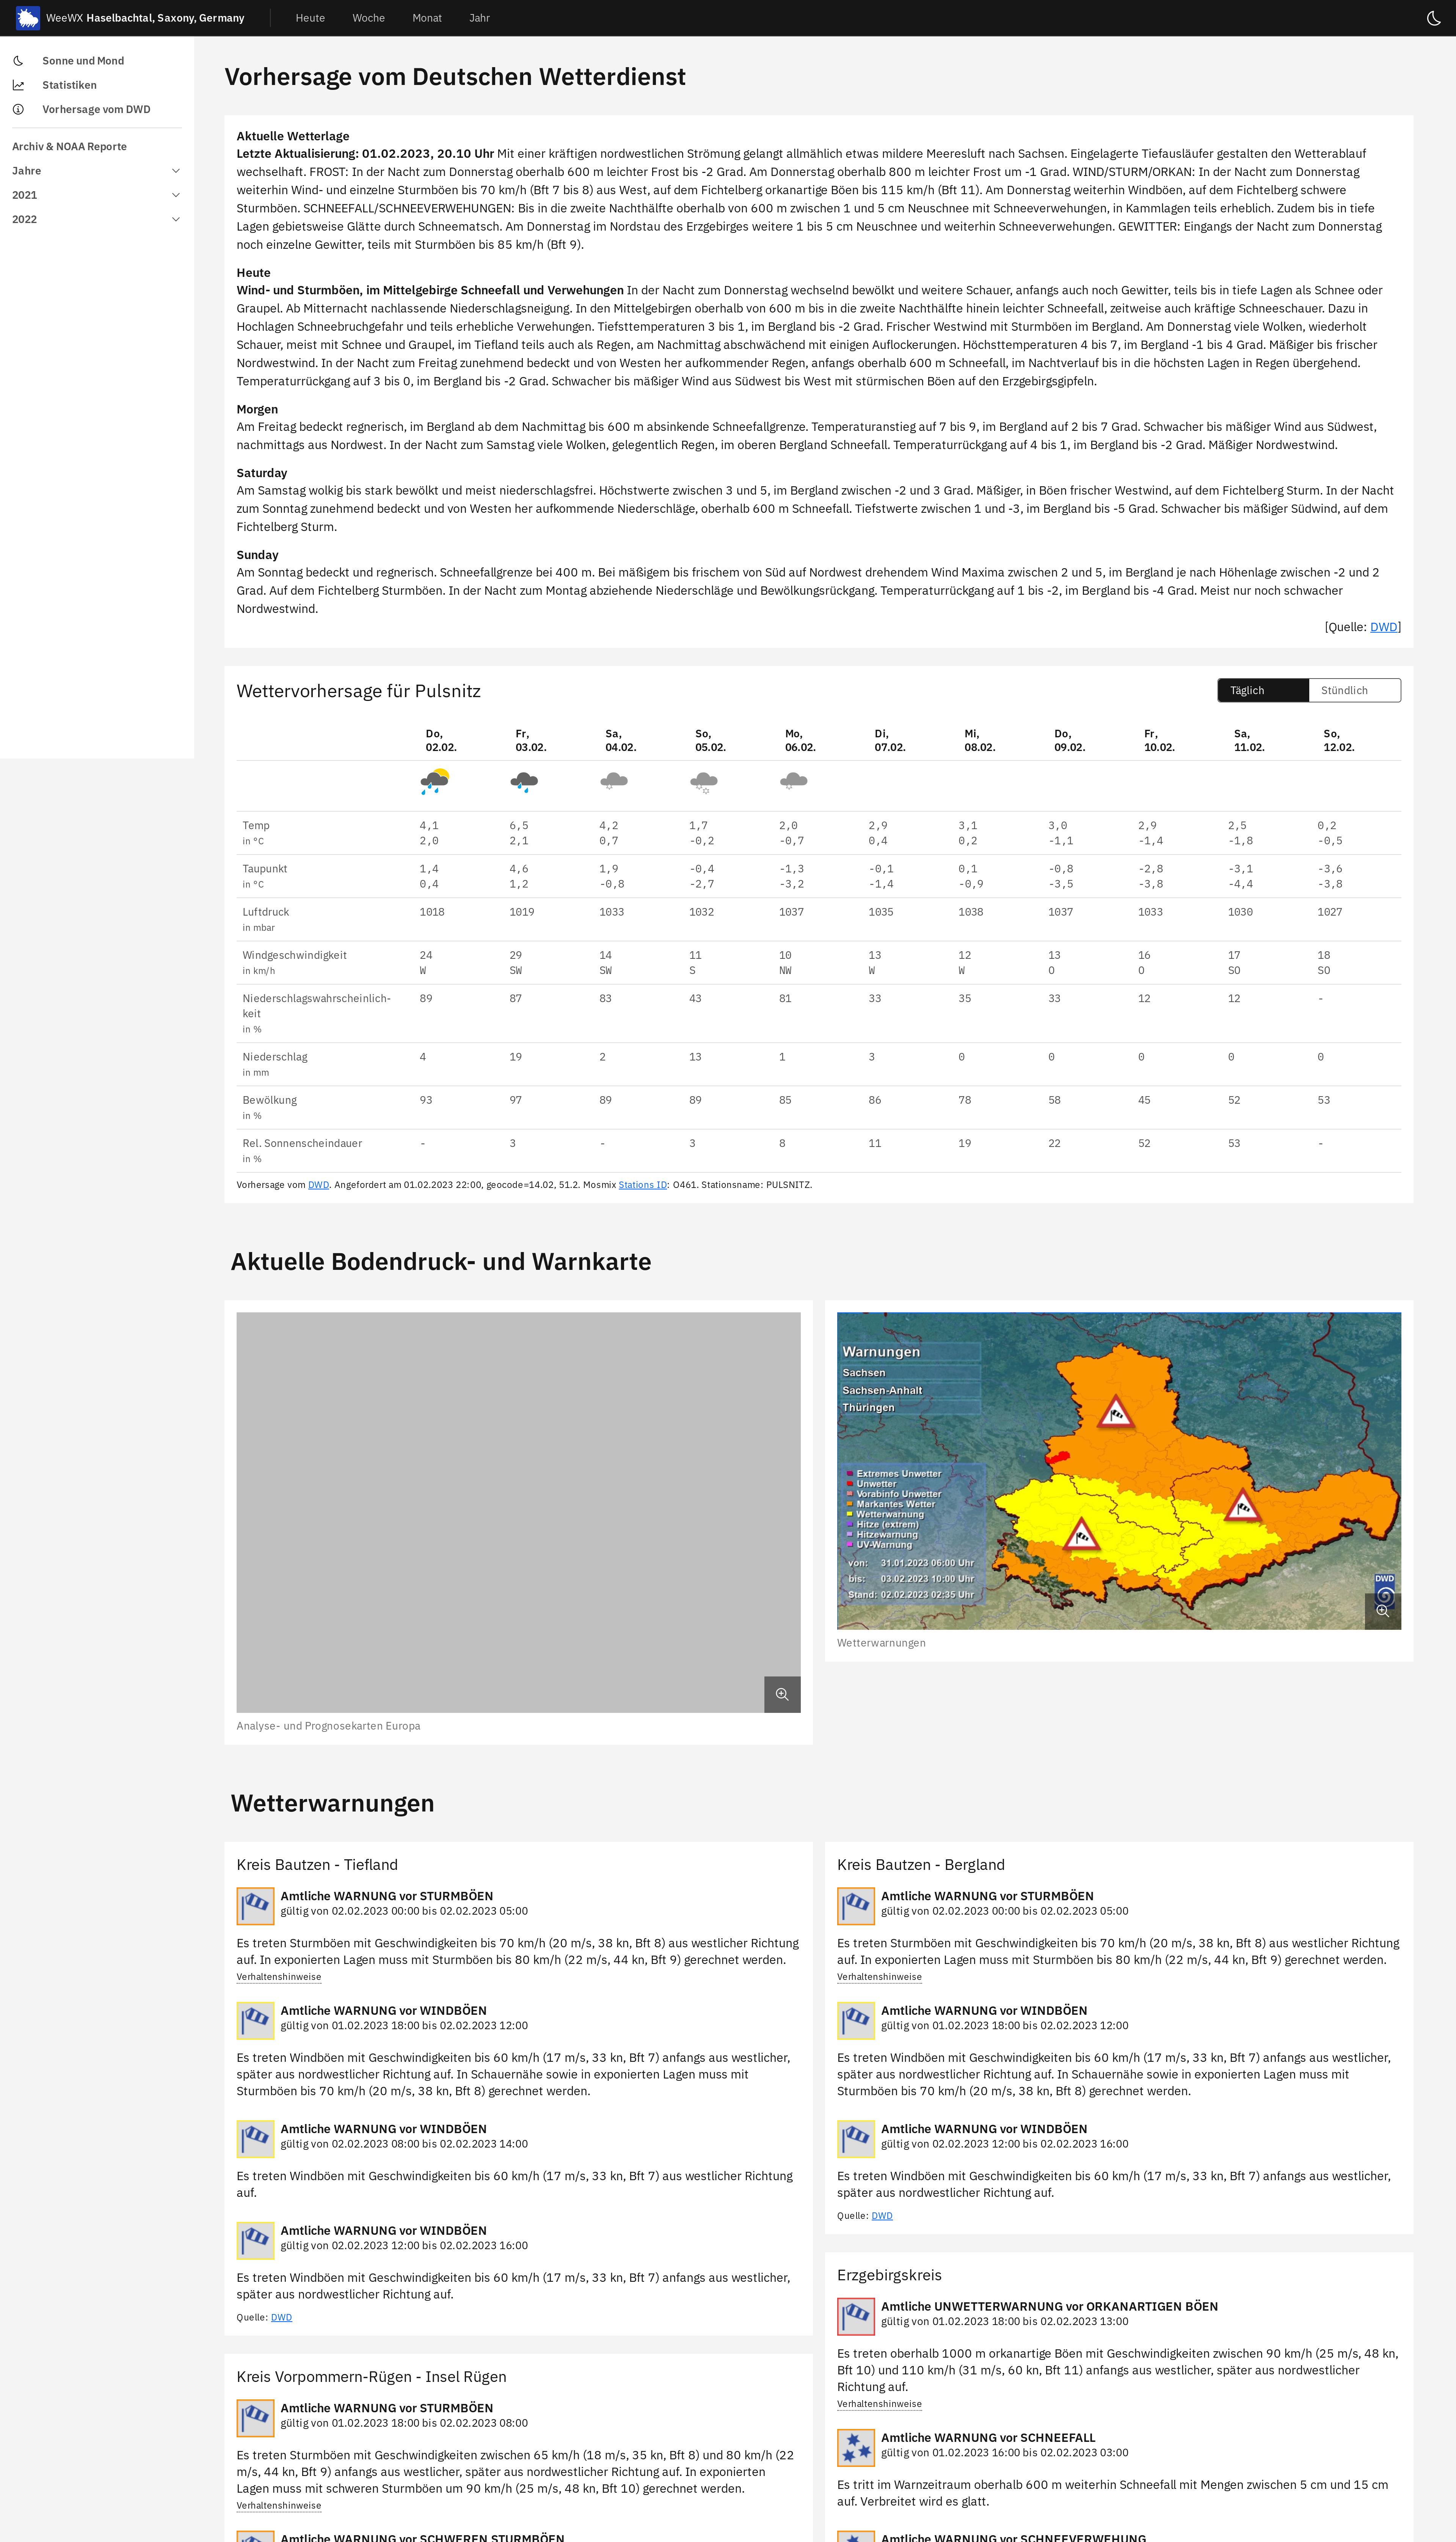 WeeWX Haselbachtal, Saxony, Germany Heute Woche Monat Jahr
Sonne und Mond
Statistiken
Vorhersage vom DWD
Archiv & NOAA Reporte
Jahre
2021
2022
Vorhersage vom Deutschen Wetterdienst
Aktuelle Wetterlage
Letzte Aktualisierung: 01.02.2023, 20.10 Uhr Mit einer kräftigen nordwestlichen Strömung gelangt allmählich etwas mildere Meeresluft nach Sachsen. Eingelagerte Tiefausläufer gestalten den Wetterablauf
wechselhaft. FROST: In der Nacht zum Donnerstag oberhalb 600 m leichter Frost bis -2 Grad. Am Donnerstag oberhalb 800 m leichter Frost um -1 Grad. WIND/STURM/ORKAN: In der Nacht zum Donnerstag
weiterhin Wind- und einzelne Sturmböen bis 70 km/h (Bft 7 bis 8) aus West, auf dem Fichtelberg orkanartige Böen bis 115 km/h (Bft 11). Am Donnerstag weiterhin Windböen, auf dem Fichtelberg schwere
Sturmböen. SCHNEEFALL/SCHNEEVERWEHUNGEN: Bis in die zweite Nachthälfte oberhalb von 600 m zwischen 1 und 5 cm Neuschnee mit Schneeverwehungen, in Kammlagen teils erheblich. Zudem bis in tiefe
Lagen gebietsweise Glätte durch Schneematsch. Am Donnerstag im Nordstau des Erzgebirges weitere 1 bis 5 cm Neuschnee und weiterhin Schneeverwehungen. GEWITTER: Eingangs der Nacht zum Donnerstag
noch einzelne Gewitter, teils mit Sturmböen bis 85 km/h (Bft 9).
Heute
Wind- und Sturmböen, im Mittelgebirge Schneefall und Verwehungen In der Nacht zum Donnerstag wechselnd bewölkt und weitere Schauer, anfangs auch noch Gewitter, teils bis in tiefe Lagen als Schnee oder
Graupel. Ab Mitternacht nachlassende Niederschlagsneigung. In den Mittelgebirgen oberhalb von 600 m bis in die zweite Nachthälfte hinein leichter Schneefall, zeitweise auch kräftige Schneeschauer. Dazu in
Hochlagen Schneebruchgefahr und teils erhebliche Verwehungen. Tiefsttemperaturen 3 bis 1, im Bergland bis -2 Grad. Frischer Westwind mit Sturmböen im Bergland. Am Donnerstag viele Wolken, wiederholt
Schauer, meist mit Schnee und Graupel, im Tiefland teils auch als Regen, am Nachmittag abschwächend mit einigen Auflockerungen. Höchsttemperaturen 4 bis 7, im Bergland -1 bis 4 Grad. Mäßiger bis frischer
Nordwestwind. In der Nacht zum Freitag zunehmend bedeckt und von Westen her aufkommender Regen, anfangs oberhalb 600 m Schneefall, im Nachtverlauf bis in die höchsten Lagen in Regen übergehend.
Temperaturrückgang auf 3 bis 0, im Bergland bis -2 Grad. Schwacher bis mäßiger Wind aus Südwest bis West mit stürmischen Böen auf den Erzgebirgsgipfeln.
Morgen
Am Freitag bedeckt regnerisch, im Bergland ab dem Nachmittag bis 600 m absinkende Schneefallgrenze. Temperaturanstieg auf 7 bis 9, im Bergland auf 2 bis 7 Grad. Schwacher bis mäßiger Wind aus Südwest,
nachmittags aus Nordwest. In der Nacht zum Samstag viele Wolken, gelegentlich Regen, im oberen Bergland Schneefall. Temperaturrückgang auf 4 bis 1, im Bergland bis -2 Grad. Mäßiger Nordwestwind.
Saturday
Am Samstag wolkig bis stark bewölkt und meist niederschlagsfrei. Höchstwerte zwischen 3 und 5, im Bergland zwischen -2 und 3 Grad. Mäßiger, in Böen frischer Westwind, auf dem Fichtelberg Sturm. In der Nacht
zum Sonntag zunehmend bedeckt und von Westen her aufkommende Niederschläge, oberhalb 600 m Schneefall. Tiefstwerte zwischen 1 und -3, im Bergland bis -5 Grad. Schwacher bis mäßiger Südwind, auf dem
Fichtelberg Sturm.
Sunday
Am Sonntag bedeckt und regnerisch. Schneefallgrenze bei 400 m. Bei mäßigem bis frischem von Süd auf Nordwest drehendem Wind Maxima zwischen 2 und 5, im Bergland je nach Höhenlage zwischen -2 und 2
Grad. Auf dem Fichtelberg Sturmböen. In der Nacht zum Montag abziehende Niederschläge und Bewölkungsrückgang. Temperaturrückgang auf 1 bis -2, im Bergland bis -4 Grad. Meist nur noch schwacher
Nordwestwind.
[Quelle: DWD]
Wettervorhersage für Pulsnitz Täglich Stündlich
Do, Fr, Sa, So, Mo, Di, Mi, Do, Fr, Sa, So,
02.02. 03.02. 04.02. 05.02. 06.02. 07.02. 08.02. 09.02. 10.02. 11.02. 12.02.
Temp 4,1 6,5 4,2 1,7 2,0 2,9 3,1 3,0 2,9 2,5 0,2
in °C 2,0 2,1 0,7 -0,2 -0,7 0,4 0,2 -1,1 -1,4 -1,8 -0,5
Taupunkt 1,4 4,6 1,9 -0,4 -1,3 -0,1 0,1 -0,8 -2,8 -3,1 -3,6
in °C 0,4 1,2 -0,8 -2,7 -3,2 -1,4 -0,9 -3,5 -3,8 -4,4 -3,8
Luftdruck 1018 1019 1033 1032 1037 1035 1038 1037 1033 1030 1027
in mbar
Windgeschwindigkeit 24 29 14 11 10 13 12 13 16 17 18
in km/h W SW SW S NW W W O O SO SO
Niederschlagswahrscheinlich- 89 87 83 43 81 33 35 33 12 12 -
keit
in %
Niederschlag 4 19 2 13 1 3 0 0 0 0 0
in mm
Bewölkung 93 97 89 89 85 86 78 58 45 52 53
in %
Rel. Sonnenscheindauer - 3 - 3 8 11 19 22 52 53 -
in %
Vorhersage vom DWD. Angefordert am 01.02.2023 22:00, geocode=14.02, 51.2. Mosmix Stations ID: O461. Stationsname: PULSNITZ.
Aktuelle Bodendruck- und Warnkarte
Analyse- und Prognosekarten Europa
Warnungen
Sachsen
Sachsen-Anhalt
Thüringen
Extremes Unwetter
Unwetter
Vorabinfo Unwetter
Markantes Wetter
Wetterwarnung
Hitze (extrem)
Hitzewarnung
UV-Warnung
von: 31.01.2023 06:00 Uhr
bis: 03.02.2023 10:00 Uhr
Stand: 02.02.2023 02:35 Uhr
DWD
Wetterwarnungen
Wetterwarnungen
Kreis Bautzen - Tiefland
Amtliche WARNUNG vor STURMBÖEN
gültig von 02.02.2023 00:00 bis 02.02.2023 05:00
Es treten Sturmböen mit Geschwindigkeiten bis 70 km/h (20 m/s, 38 kn, Bft 8) aus westlicher Richtung
auf. In exponierten Lagen muss mit Sturmböen bis 80 km/h (22 m/s, 44 kn, Bft 9) gerechnet werden.
Verhaltenshinweise
Amtliche WARNUNG vor WINDBÖEN
gültig von 01.02.2023 18:00 bis 02.02.2023 12:00
Es treten Windböen mit Geschwindigkeiten bis 60 km/h (17 m/s, 33 kn, Bft 7) anfangs aus westlicher,
später aus nordwestlicher Richtung auf. In Schauernähe sowie in exponierten Lagen muss mit
Sturmböen bis 70 km/h (20 m/s, 38 kn, Bft 8) gerechnet werden.
Amtliche WARNUNG vor WINDBÖEN
gültig von 02.02.2023 08:00 bis 02.02.2023 14:00
Es treten Windböen mit Geschwindigkeiten bis 60 km/h (17 m/s, 33 kn, Bft 7) aus westlicher Richtung
auf.
Amtliche WARNUNG vor WINDBÖEN
gültig von 02.02.2023 12:00 bis 02.02.2023 16:00
Es treten Windböen mit Geschwindigkeiten bis 60 km/h (17 m/s, 33 kn, Bft 7) anfangs aus westlicher,
später aus nordwestlicher Richtung auf.
Quelle: DWD
Kreis Vorpommern-Rügen - Insel Rügen
Amtliche WARNUNG vor STURMBÖEN
gültig von 01.02.2023 18:00 bis 02.02.2023 08:00
Es treten Sturmböen mit Geschwindigkeiten zwischen 65 km/h (18 m/s, 35 kn, Bft 8) und 80 km/h (22
m/s, 44 kn, Bft 9) anfangs aus westlicher, später aus nordwestlicher Richtung auf. In exponierten
Lagen muss mit schweren Sturmböen um 90 km/h (25 m/s, 48 kn, Bft 10) gerechnet werden.
Verhaltenshinweise
Amtliche WARNUNG vor SCHWEREN STURMBÖEN
Kreis Bautzen - Bergland
Amtliche WARNUNG vor STURMBÖEN
gültig von 02.02.2023 00:00 bis 02.02.2023 05:00
Es treten Sturmböen mit Geschwindigkeiten bis 70 km/h (20 m/s, 38 kn, Bft 8) aus westlicher Richtung
auf. In exponierten Lagen muss mit Sturmböen bis 80 km/h (22 m/s, 44 kn, Bft 9) gerechnet werden.
Verhaltenshinweise
Amtliche WARNUNG vor WINDBÖEN
gültig von 01.02.2023 18:00 bis 02.02.2023 12:00
Es treten Windböen mit Geschwindigkeiten bis 60 km/h (17 m/s, 33 kn, Bft 7) anfangs aus westlicher,
später aus nordwestlicher Richtung auf. In Schauernähe sowie in exponierten Lagen muss mit
Sturmböen bis 70 km/h (20 m/s, 38 kn, Bft 8) gerechnet werden.
Amtliche WARNUNG vor WINDBÖEN
gültig von 02.02.2023 12:00 bis 02.02.2023 16:00
Es treten Windböen mit Geschwindigkeiten bis 60 km/h (17 m/s, 33 kn, Bft 7) anfangs aus westlicher,
später aus nordwestlicher Richtung auf.
Quelle: DWD
Erzgebirgskreis
Amtliche UNWETTERWARNUNG vor ORKANARTIGEN BÖEN
gültig von 01.02.2023 18:00 bis 02.02.2023 13:00
Es treten oberhalb 1000 m orkanartige Böen mit Geschwindigkeiten zwischen 90 km/h (25 m/s, 48 kn,
Bft 10) und 110 km/h (31 m/s, 60 kn, Bft 11) anfangs aus westlicher, später aus nordwestlicher
Richtung auf.
Verhaltenshinweise
Amtliche WARNUNG vor SCHNEEFALL
gültig von 01.02.2023 16:00 bis 02.02.2023 03:00
Es tritt im Warnzeitraum oberhalb 600 m weiterhin Schneefall mit Mengen zwischen 5 cm und 15 cm
auf. Verbreitet wird es glatt.
Amtliche WARNUNG vor SCHNEEVERWEHUNG